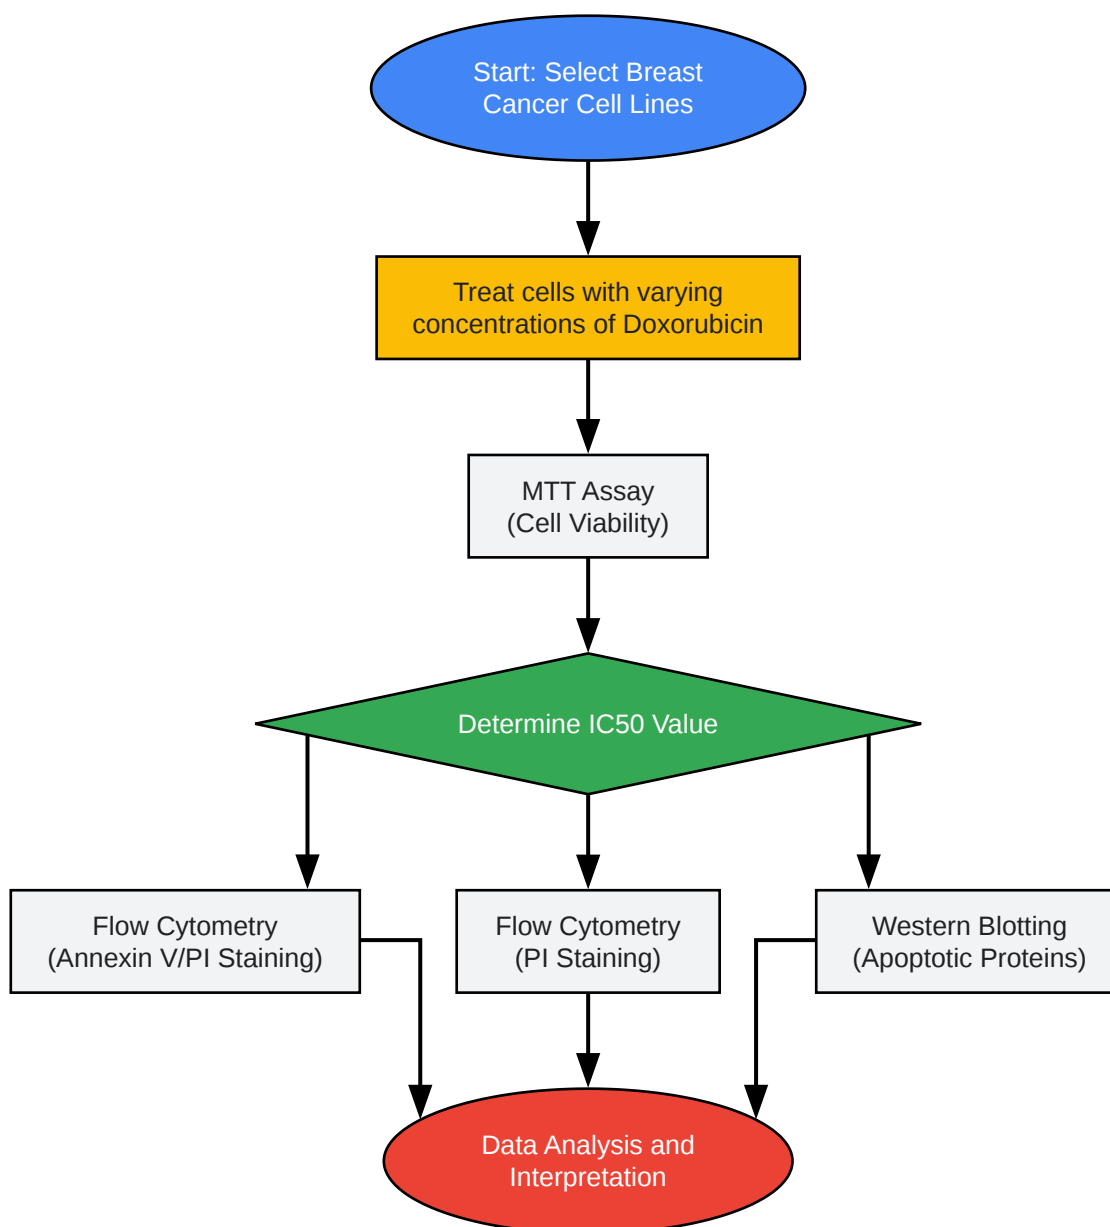 Start: Select Breast
Cancer Cell Lines
Treat cells with varying
concentrations of Doxorubicin
MTT Assay
(Cell Viability)
Determine IC50 Value
Flow Cytometry
(Annexin V/PI Staining)
Flow Cytometry
(PI Staining)
Western Blotting
(Apoptotic Proteins)
Data Analysis and
Interpretation